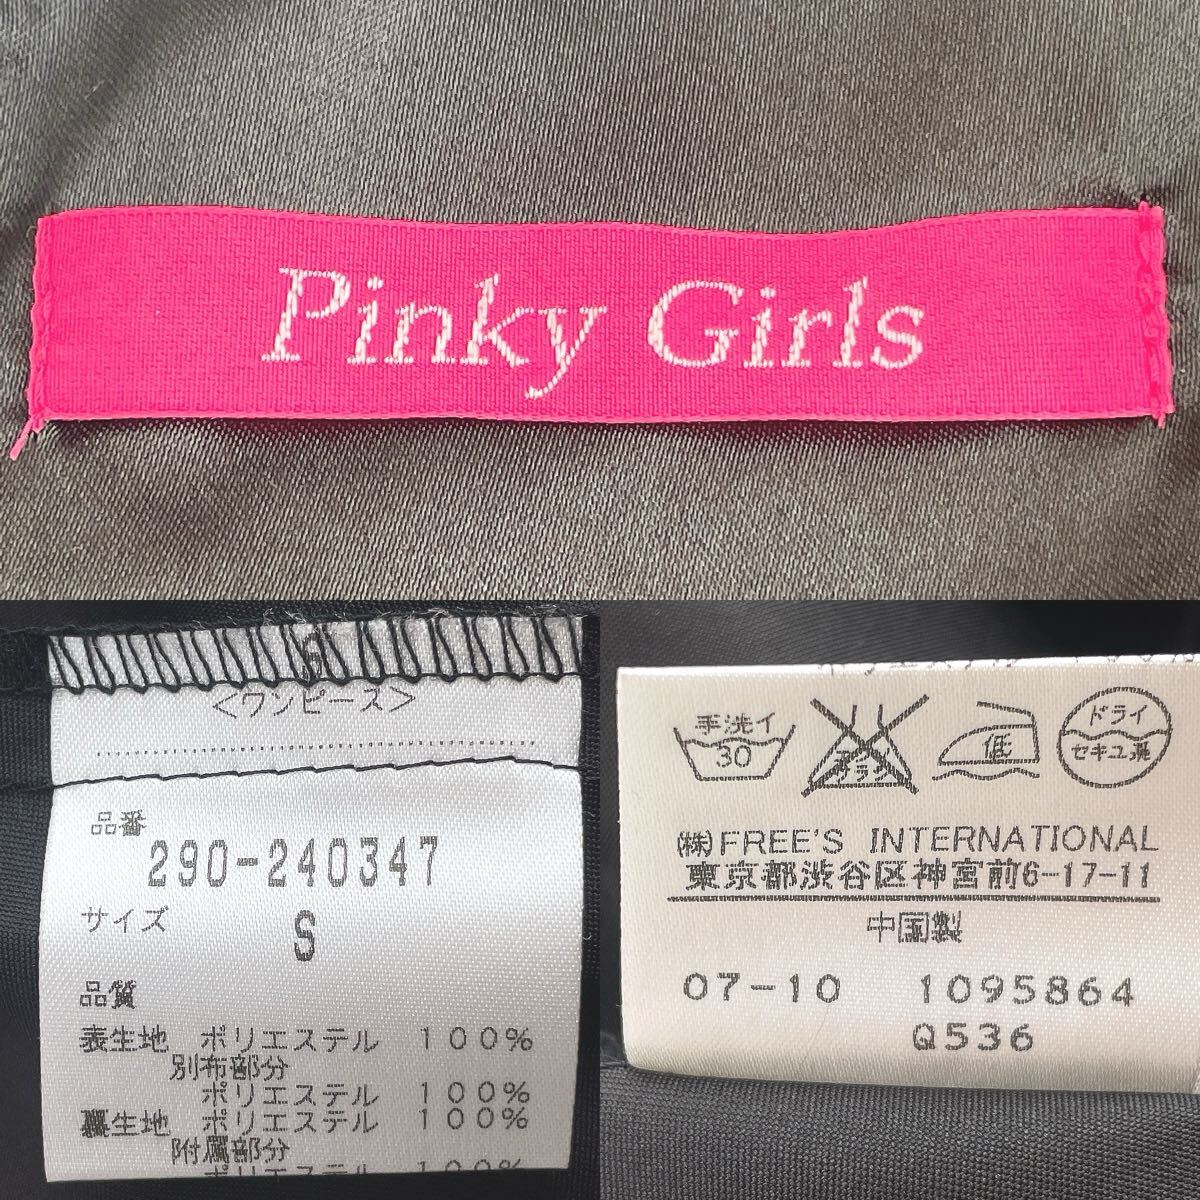 Pinky Girls
<ワンピース>
品番
290-240347
サイズ
S
品質
表生地 ポリエステル 100%
別布部分
ポリエステル 100%
裏生地 ポリエステル 100%
附属部分
手洗イ
30
低
ドライ
セキユ系
(株)FREE'S INTERNATIONAL
東京都渋谷区神宮前6-17-11
中国製
07-10 1095864
Q536